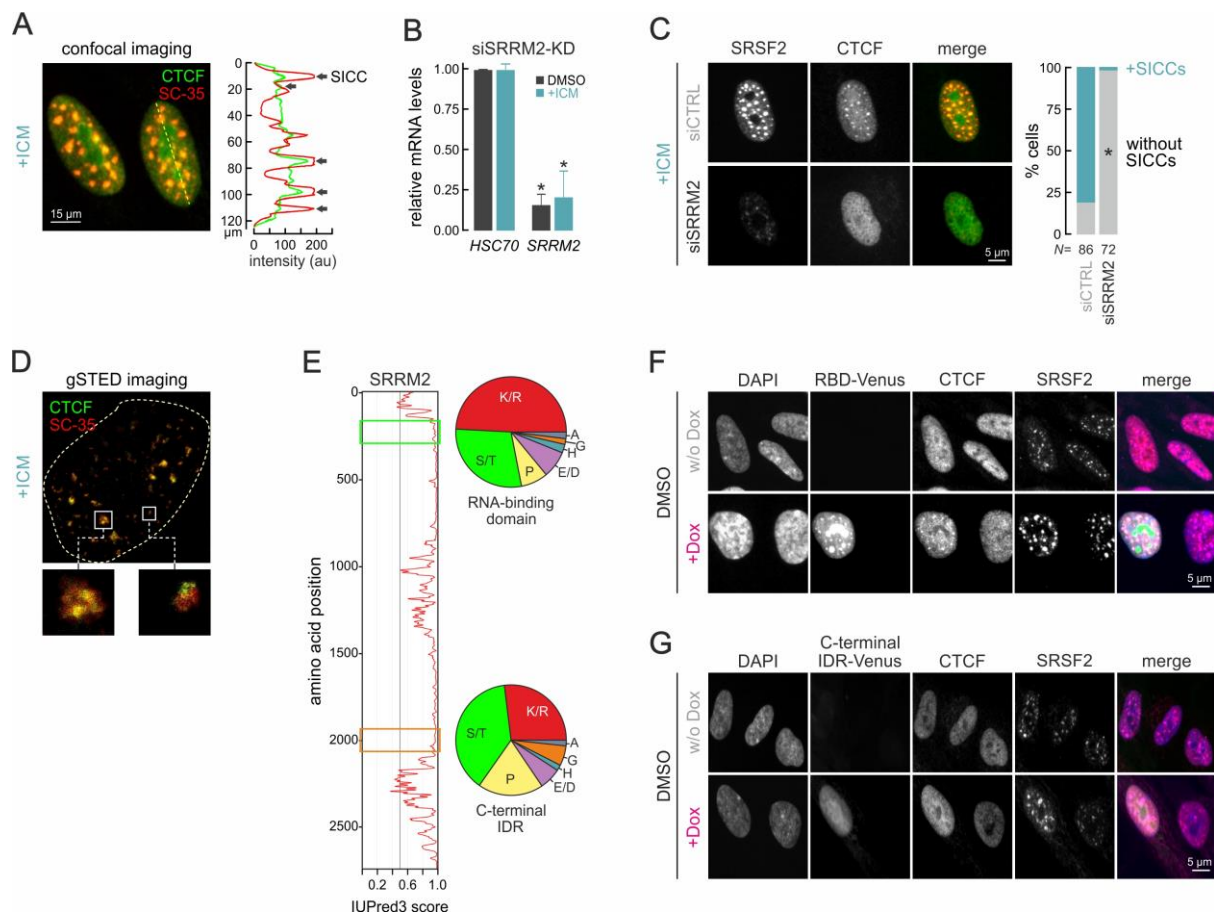 A
confocal imaging
CTCF
SC-35
+ICM
15 µm
0
20
40
60
80
100
120
µm
SICC
0
100
200
intensity (au)
B
siSRRM2-KD
DMSO
+ICM
relative mRNA levels
1.00
0.75
0.50
0.25
0
*
*
HSC70
SRRM2
C
SRSF2
CTCF
merge
+ICM
siCTRL
siSRRM2
5 µm
% cells
100
75
50
25
0
+SICCs
without
SICCs
*
N= 86 72
siCTRL
siSRRM2
D
gSTED imaging
CTCF
SC-35
+ICM
E
SRRM2
amino acid position
0
500
1000
1500
2000
2500
0.2 0.6 1.0
IUPred3 score
K/R
S/T
P
E/D
H
G
A
RNA-binding
domain
K/R
S/T
P
E/D
H
G
A
C-terminal
IDR
F
DAPI
RBD-Venus
CTCF
SRSF2
merge
DMSO
w/o Dox
+Dox
5 µm
G
DAPI
C-terminal
IDR-Venus
CTCF
SRSF2
merge
DMSO
w/o Dox
+Dox
5 µm